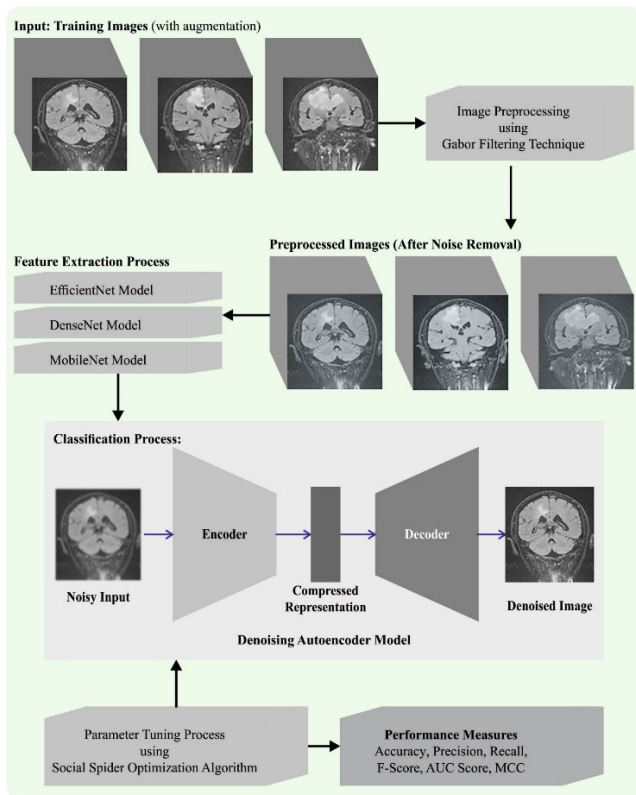 Input: Training Images (with augmentation)
Image Preprocessing
using
Gabor Filtering Technique
Preprocessed Images (After Noise Removal)
Feature Extraction Process
EfficientNet Model
DenseNet Model
MobileNet Model
Classification Process:
Encoder
Decoder
Noisy Input
Compressed
Representation
Denoised Image
Denoising Autoencoder Model
Parameter Tuning Process
using
Social Spider Optimization Algorithm
Performance Measures
Accuracy, Precision, Recall,
F-Score, AUC Score, MCC